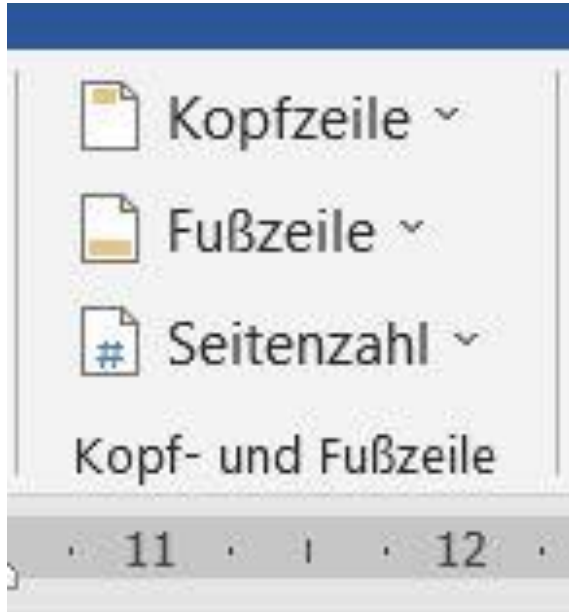 Kopfzeile
Fußzeile
# Seitenzahl
Kopf- und Fußzeile
11 12